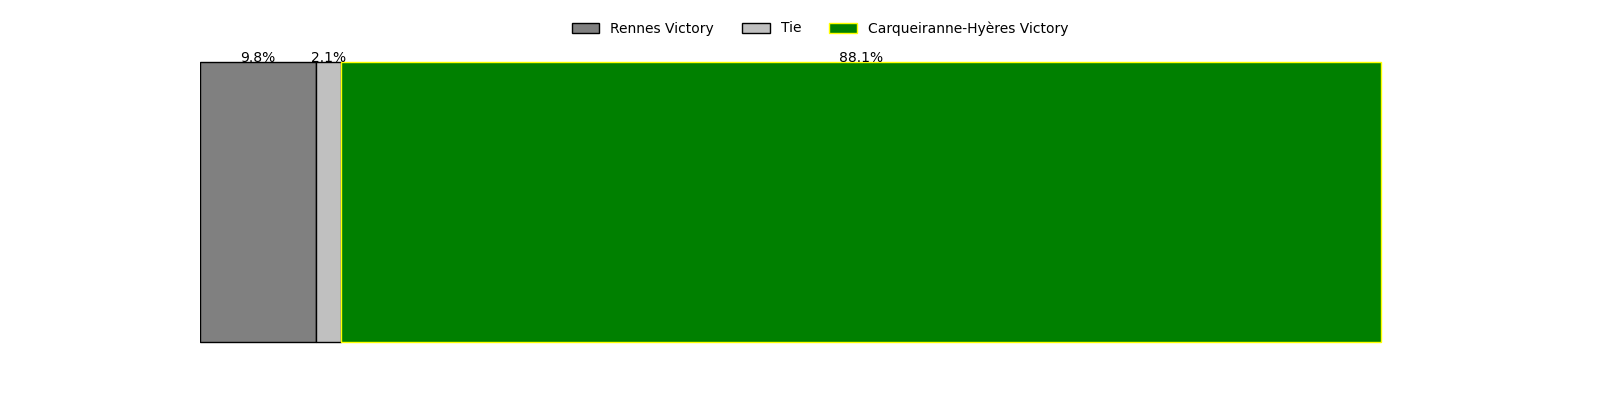 Rennes Victory Tie Carqueiranne-Hyères Victory
9.8% 2.1% 88.1%